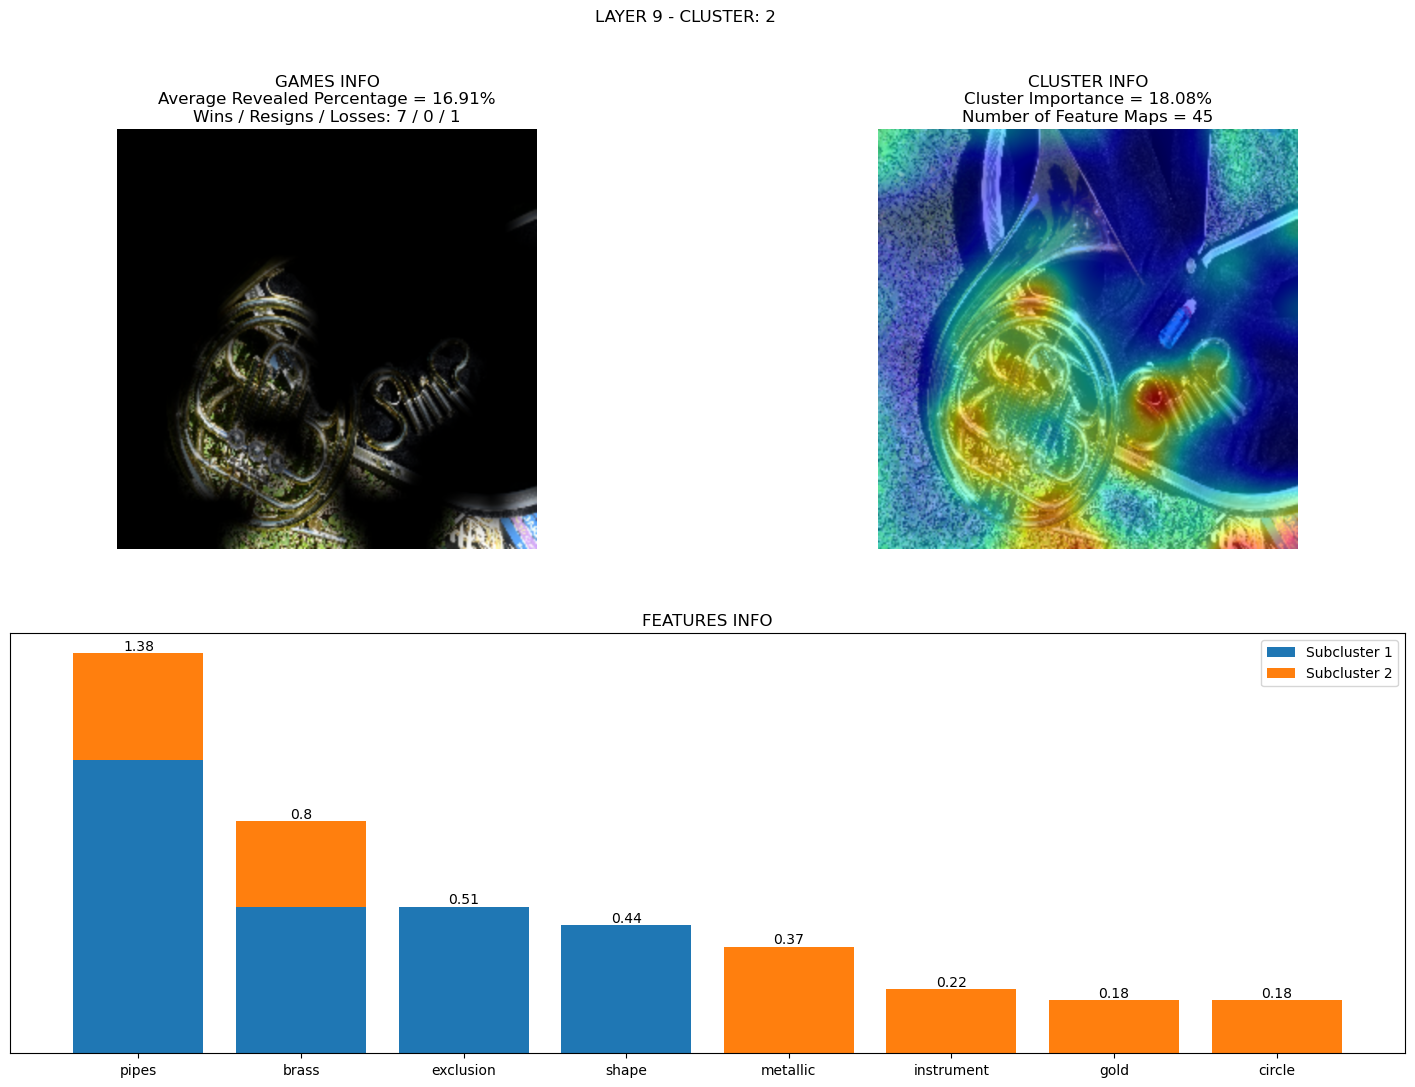 LAYER 9 - CLUSTER: 2
GAMES INFO
Average Revealed Percentage = 16.91%
Wins / Resigns / Losses: 7 / 0 / 1
CLUSTER INFO
Cluster Importance = 18.08%
Number of Feature Maps = 45
FEATURES INFO
Subcluster 1
Subcluster 2
1.38
0.8
0.51
0.44
0.37
0.22
0.18
0.18
pipes
brass
exclusion
shape
metallic
instrument
gold
circle